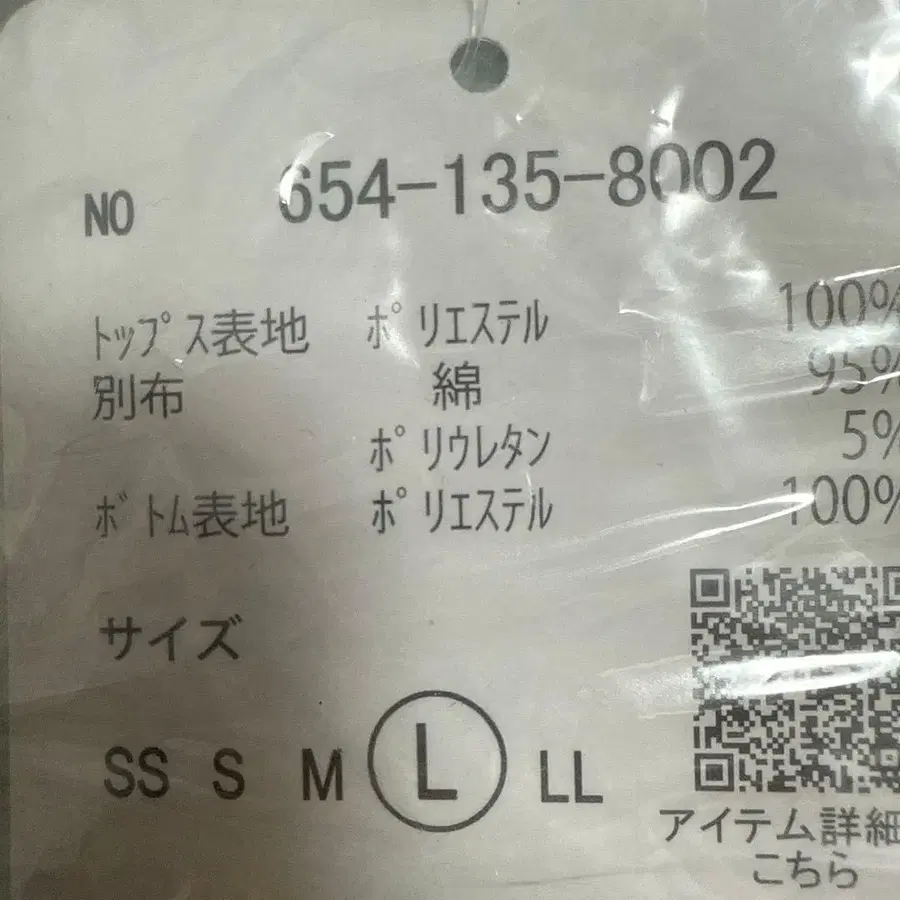 NO 654-135-8002
トップス表地 ポリエステル 100%
別布 綿 95%
ポリウレタン 5%
ボトム表地 ポリエステル 100%
サイズ
SS S M L LL
アイテム詳細
こちら